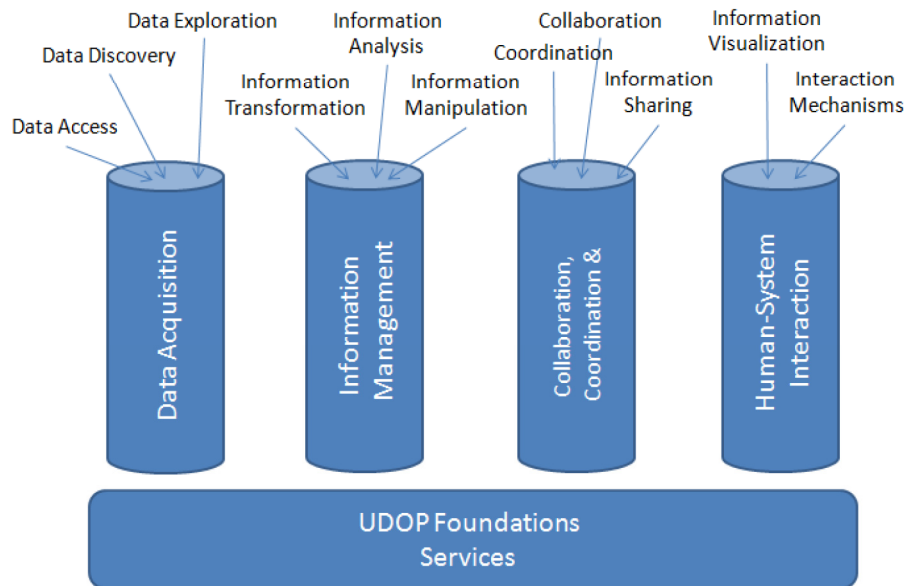 Data Exploration
Data Discovery
Data Access
Information
Analysis
Information
Transformation
Information
Manipulation
Collaboration
Coordination
Information
Sharing
Information
Visualization
Interaction
Mechanisms
Data Acquisition
Information
Management
Collaboration,
Coordination &
Human-System
Interaction
UDOP Foundations
Services